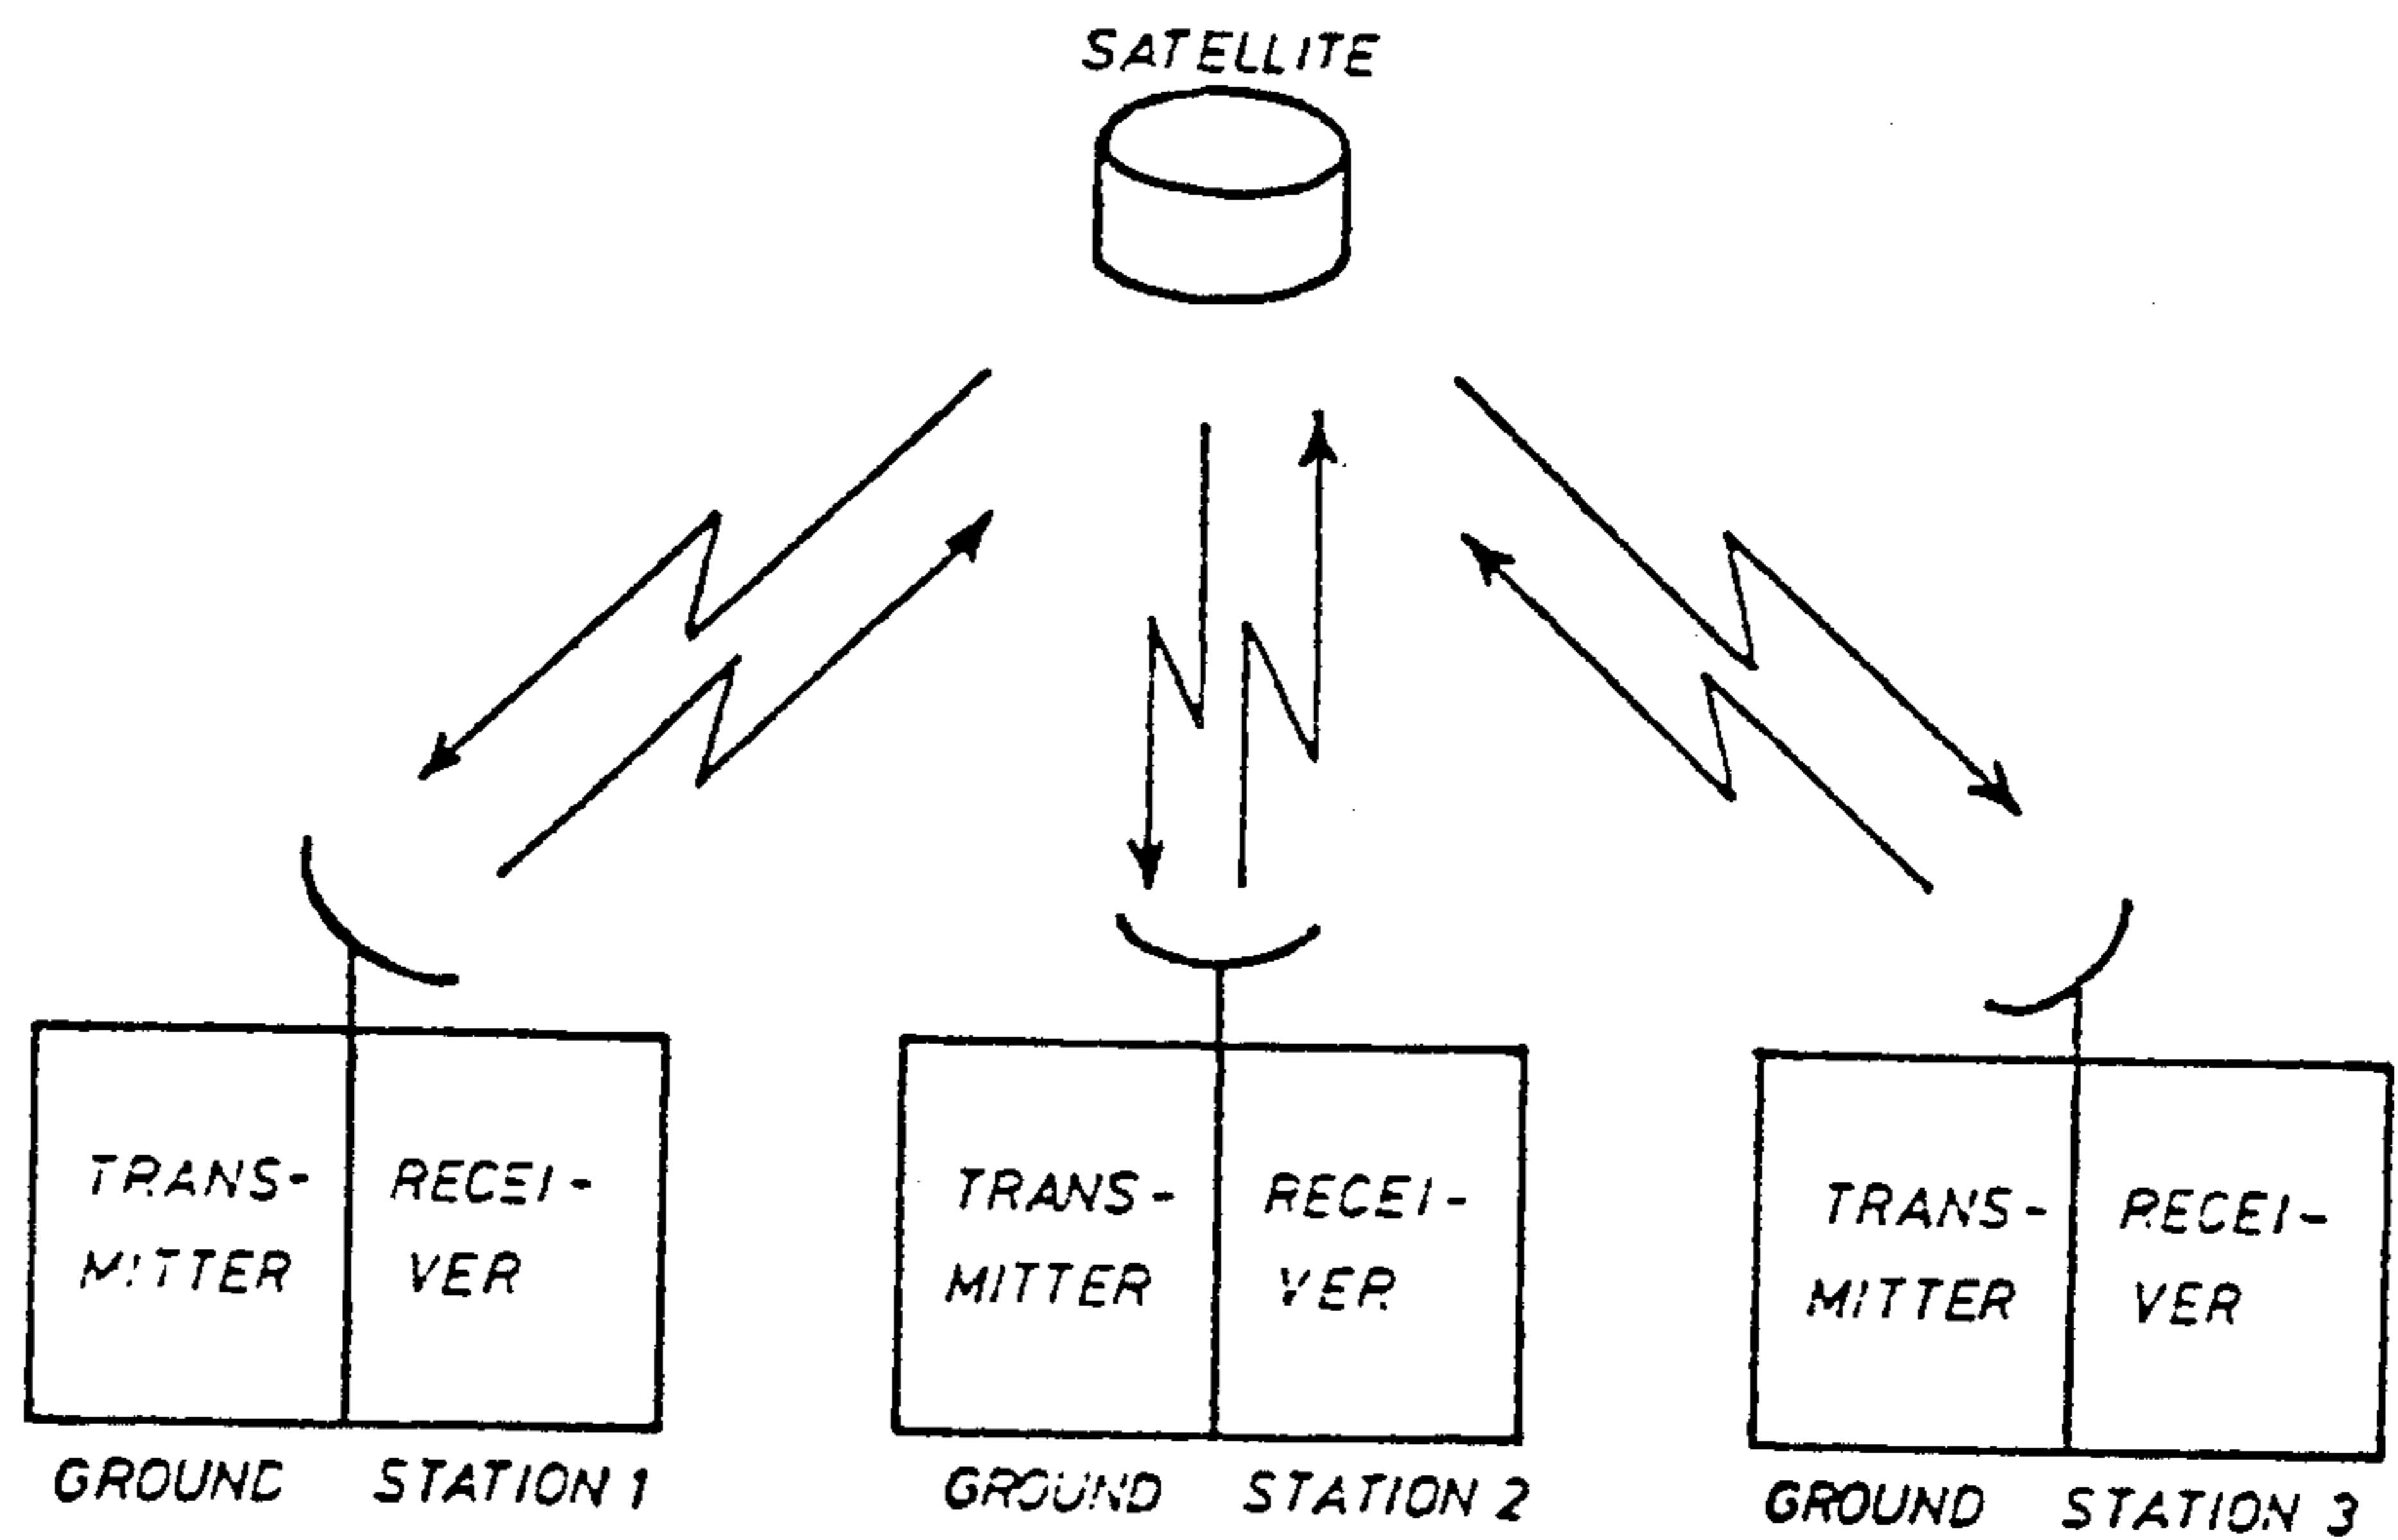 SATELLITE
TRANS-
MITTER
RECEI-
VER
TRANS-
MITTER
RECEI-
VER
TRANS-
MITTER
RECEI-
VER
GROUND STATION 1
GROUND STATION 2
GROUND STATION 3